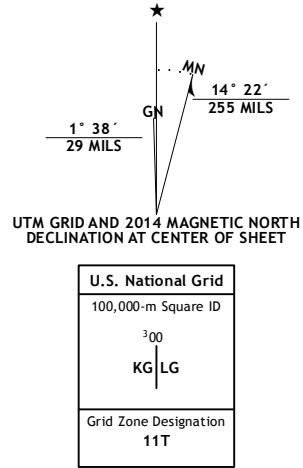 ★
MN
GN
14° 22´
255 MILS
1° 38´
29 MILS
UTM GRID AND 2014 MAGNETIC NORTH
DECLINATION AT CENTER OF SHEET
U.S. National Grid
100,000-m Square ID
³00
KG LG
Grid Zone Designation
11T